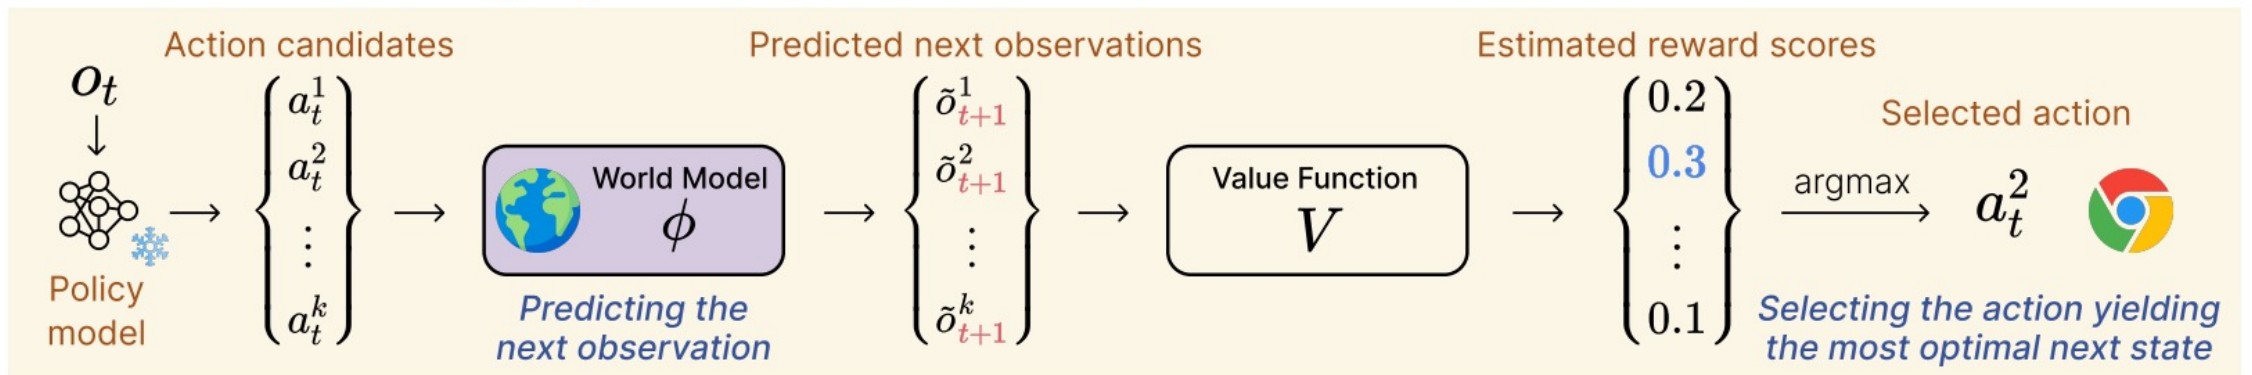 Action candidates
Predicted next observations
Estimated reward scores
o_t
a_t^1
a_t^2
⋮
a_t^k
Policy
model
World Model
ϕ
Predicting the
next observation
õ_{t+1}^1
õ_{t+1}^2
⋮
õ_{t+1}^k
Value Function
V
0.2
0.3
⋮
0.1
argmax
Selected action
a_t^2
Selecting the action yielding
the most optimal next state